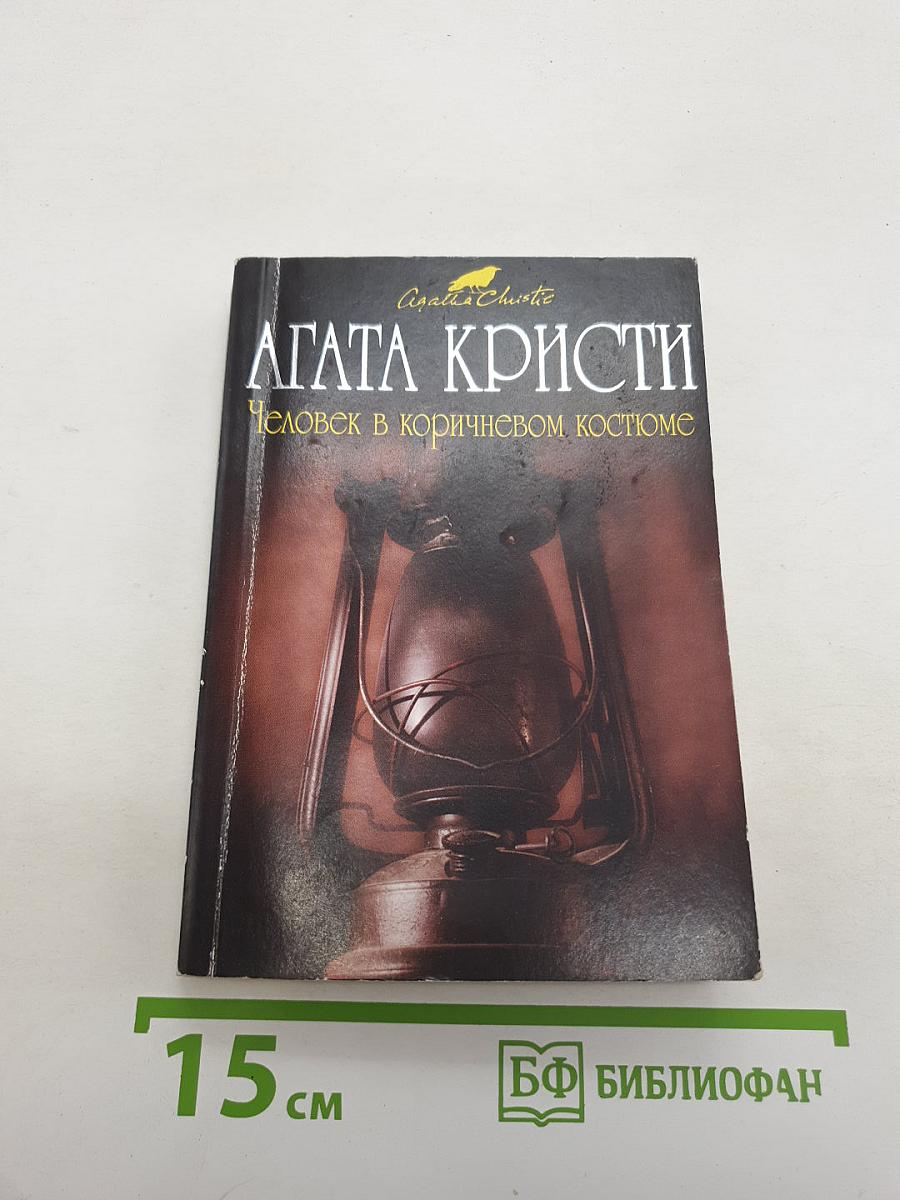 Agatha Christie
АГАТА КРИСТИ
Человек в коричневом костюме
15 см
БФ БИБЛИОФАН